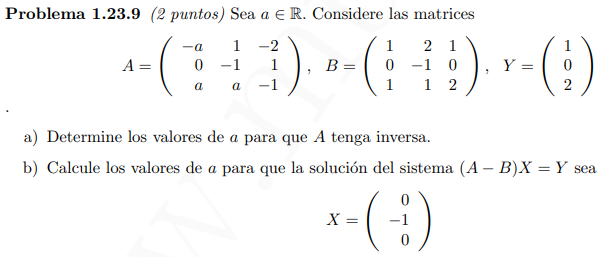 Problema 1.23.9 (2 puntos) Sea a ∈ ℝ. Considere las matrices
A = ( −a 1 −2 ; 0 −1 1 ; a a −1 ), B = ( 1 2 1 ; 0 −1 0 ; 1 1 2 ), Y = ( 1 ; 0 ; 2 )
.
a) Determine los valores de a para que A tenga inversa.
b) Calcule los valores de a para que la solución del sistema (A − B)X = Y sea
X = ( 0 ; −1 ; 0 )